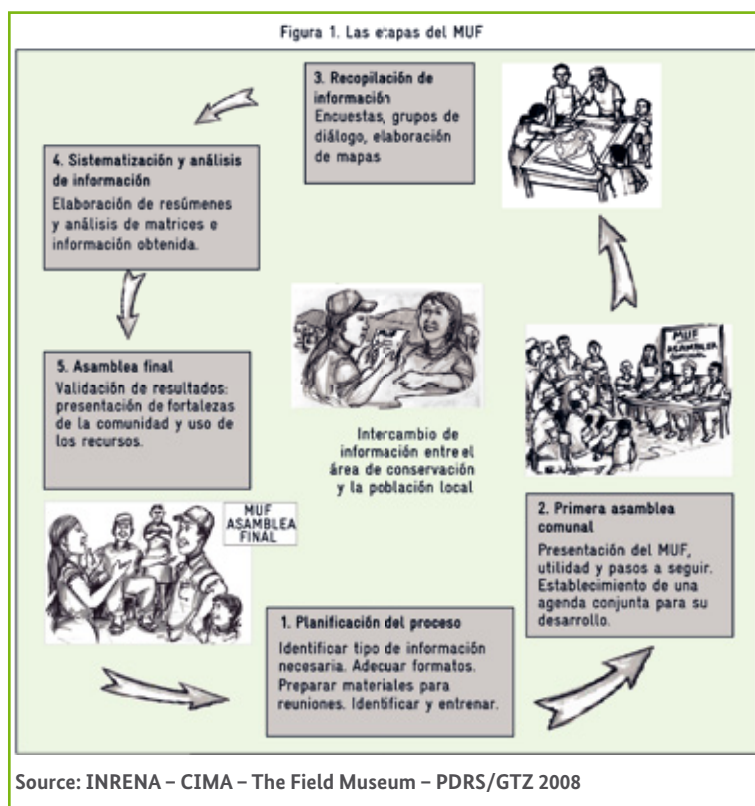 Figura 1. Las etapas del MUF
3. Recopilación de
información
Encuestas, grupos de
diálogo, elaboración
de mapas
4. Sistematización y análisis
de información
Elaboración de resúmenes
y análisis de matrices e
información obtenida.
5. Asamblea final
Validación de resultados:
presentación de fortalezas
de la comunidad y uso de
los recursos.
Intercambio de
información entre el
área de conservación
y la población local
MUF
ASAMBLEA
COMUNAL
MUF
ASAMBLEA
FINAL
2. Primera asamblea
comunal
Presentación del MUF,
utilidad y pasos a seguir.
Establecimiento de una
agenda conjunta para su
desarrollo.
1. Planificación del proceso
Identificar tipo de información
necesaria. Adecuar formatos.
Preparar materiales para
reuniones. Identificar y entrenar.
Source: INRENA – CIMA – The Field Museum – PDRS/GTZ 2008